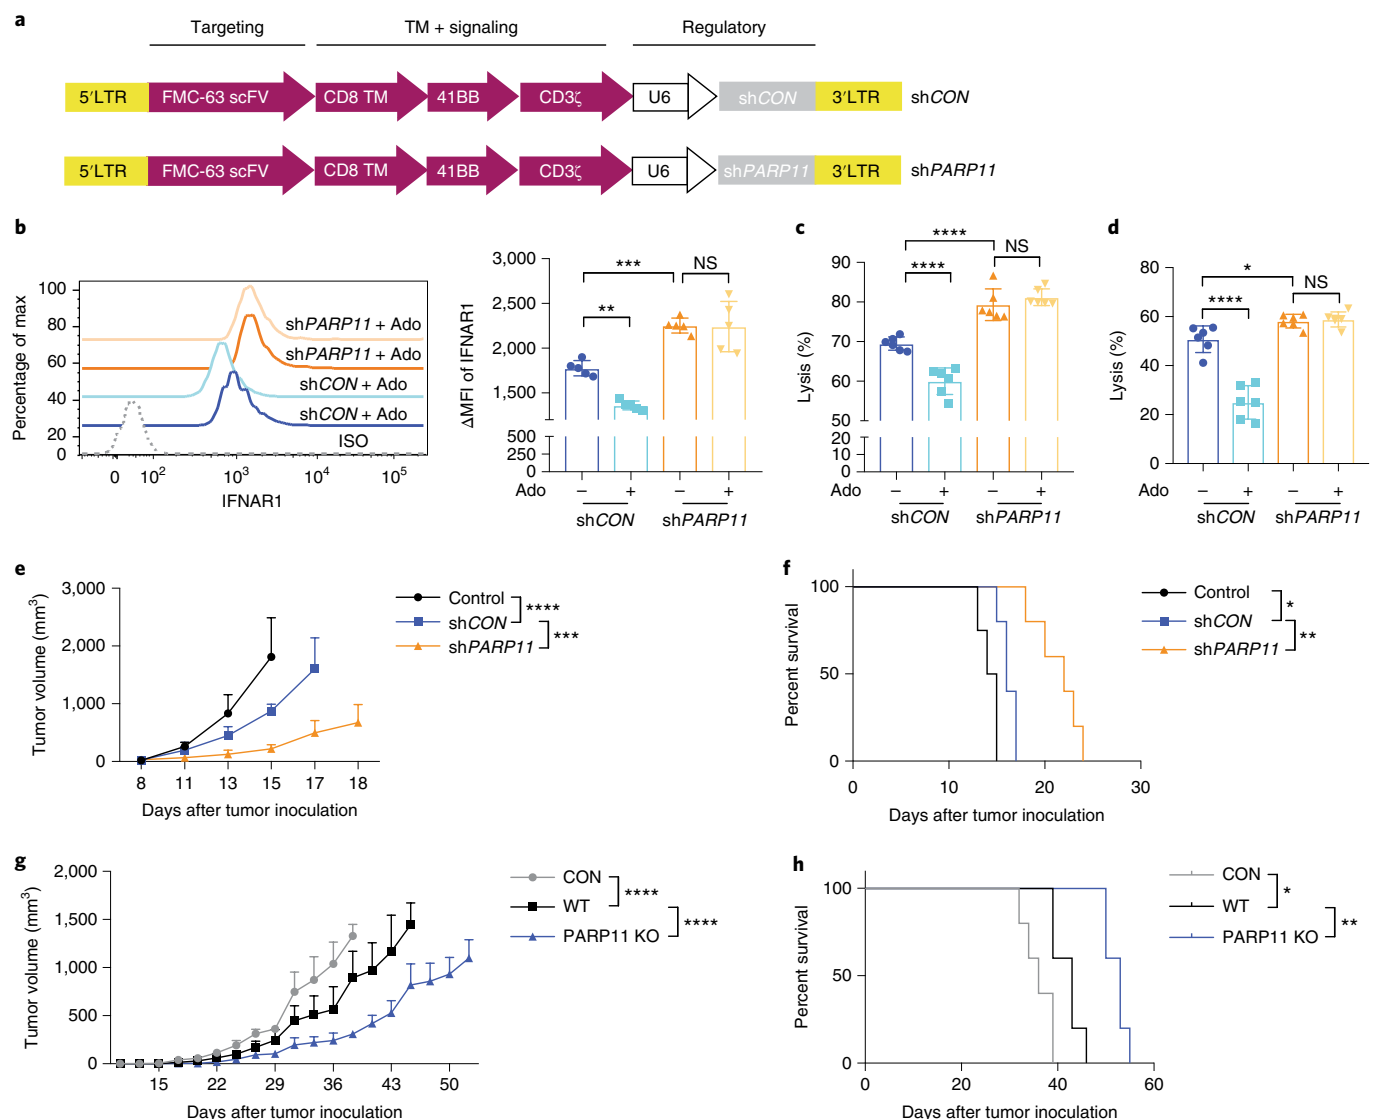 a
Targeting TM + signaling Regulatory
5′LTR FMC-63 scFV CD8 TM 41BB CD3ζ U6 shCON 3′LTR shCON
5′LTR FMC-63 scFV CD8 TM 41BB CD3ζ U6 shPARP11 3′LTR shPARP11
b
Percentage of max
100
80
60
40
20
0
shPARP11 + Ado
shPARP11 + Ado
shCON + Ado
shCON + Ado
ISO
0 10² 10³ 10⁴ 10⁵
IFNAR1
ΔMFI of IFNAR1
3,000
2,500
2,000
1,500
500
250
0
*** NS
**
Ado – + – +
shCON shPARP11
c
Lysis (%)
90
80
70
60
50
20
10
0
**** NS
****
Ado – + – +
shCON shPARP11
d
Lysis (%)
80
60
40
20
0
* NS
****
Ado – + – +
shCON shPARP11
e
Tumor volume (mm³)
3,000
2,000
1,000
0
8 11 13 15 17 18
Days after tumor inoculation
Control
shCON
shPARP11
****
***
f
Percent survival
100
50
0
0 10 20 30
Days after tumor inoculation
Control
shCON
shPARP11
*
**
g
Tumor volume (mm³)
2,000
1,500
1,000
500
0
15 22 29 36 43 50
Days after tumor inoculation
CON
WT
PARP11 KO
****
****
h
Percent survival
100
50
0
0 20 40 60
Days after tumor inoculation
CON
WT
PARP11 KO
*
**